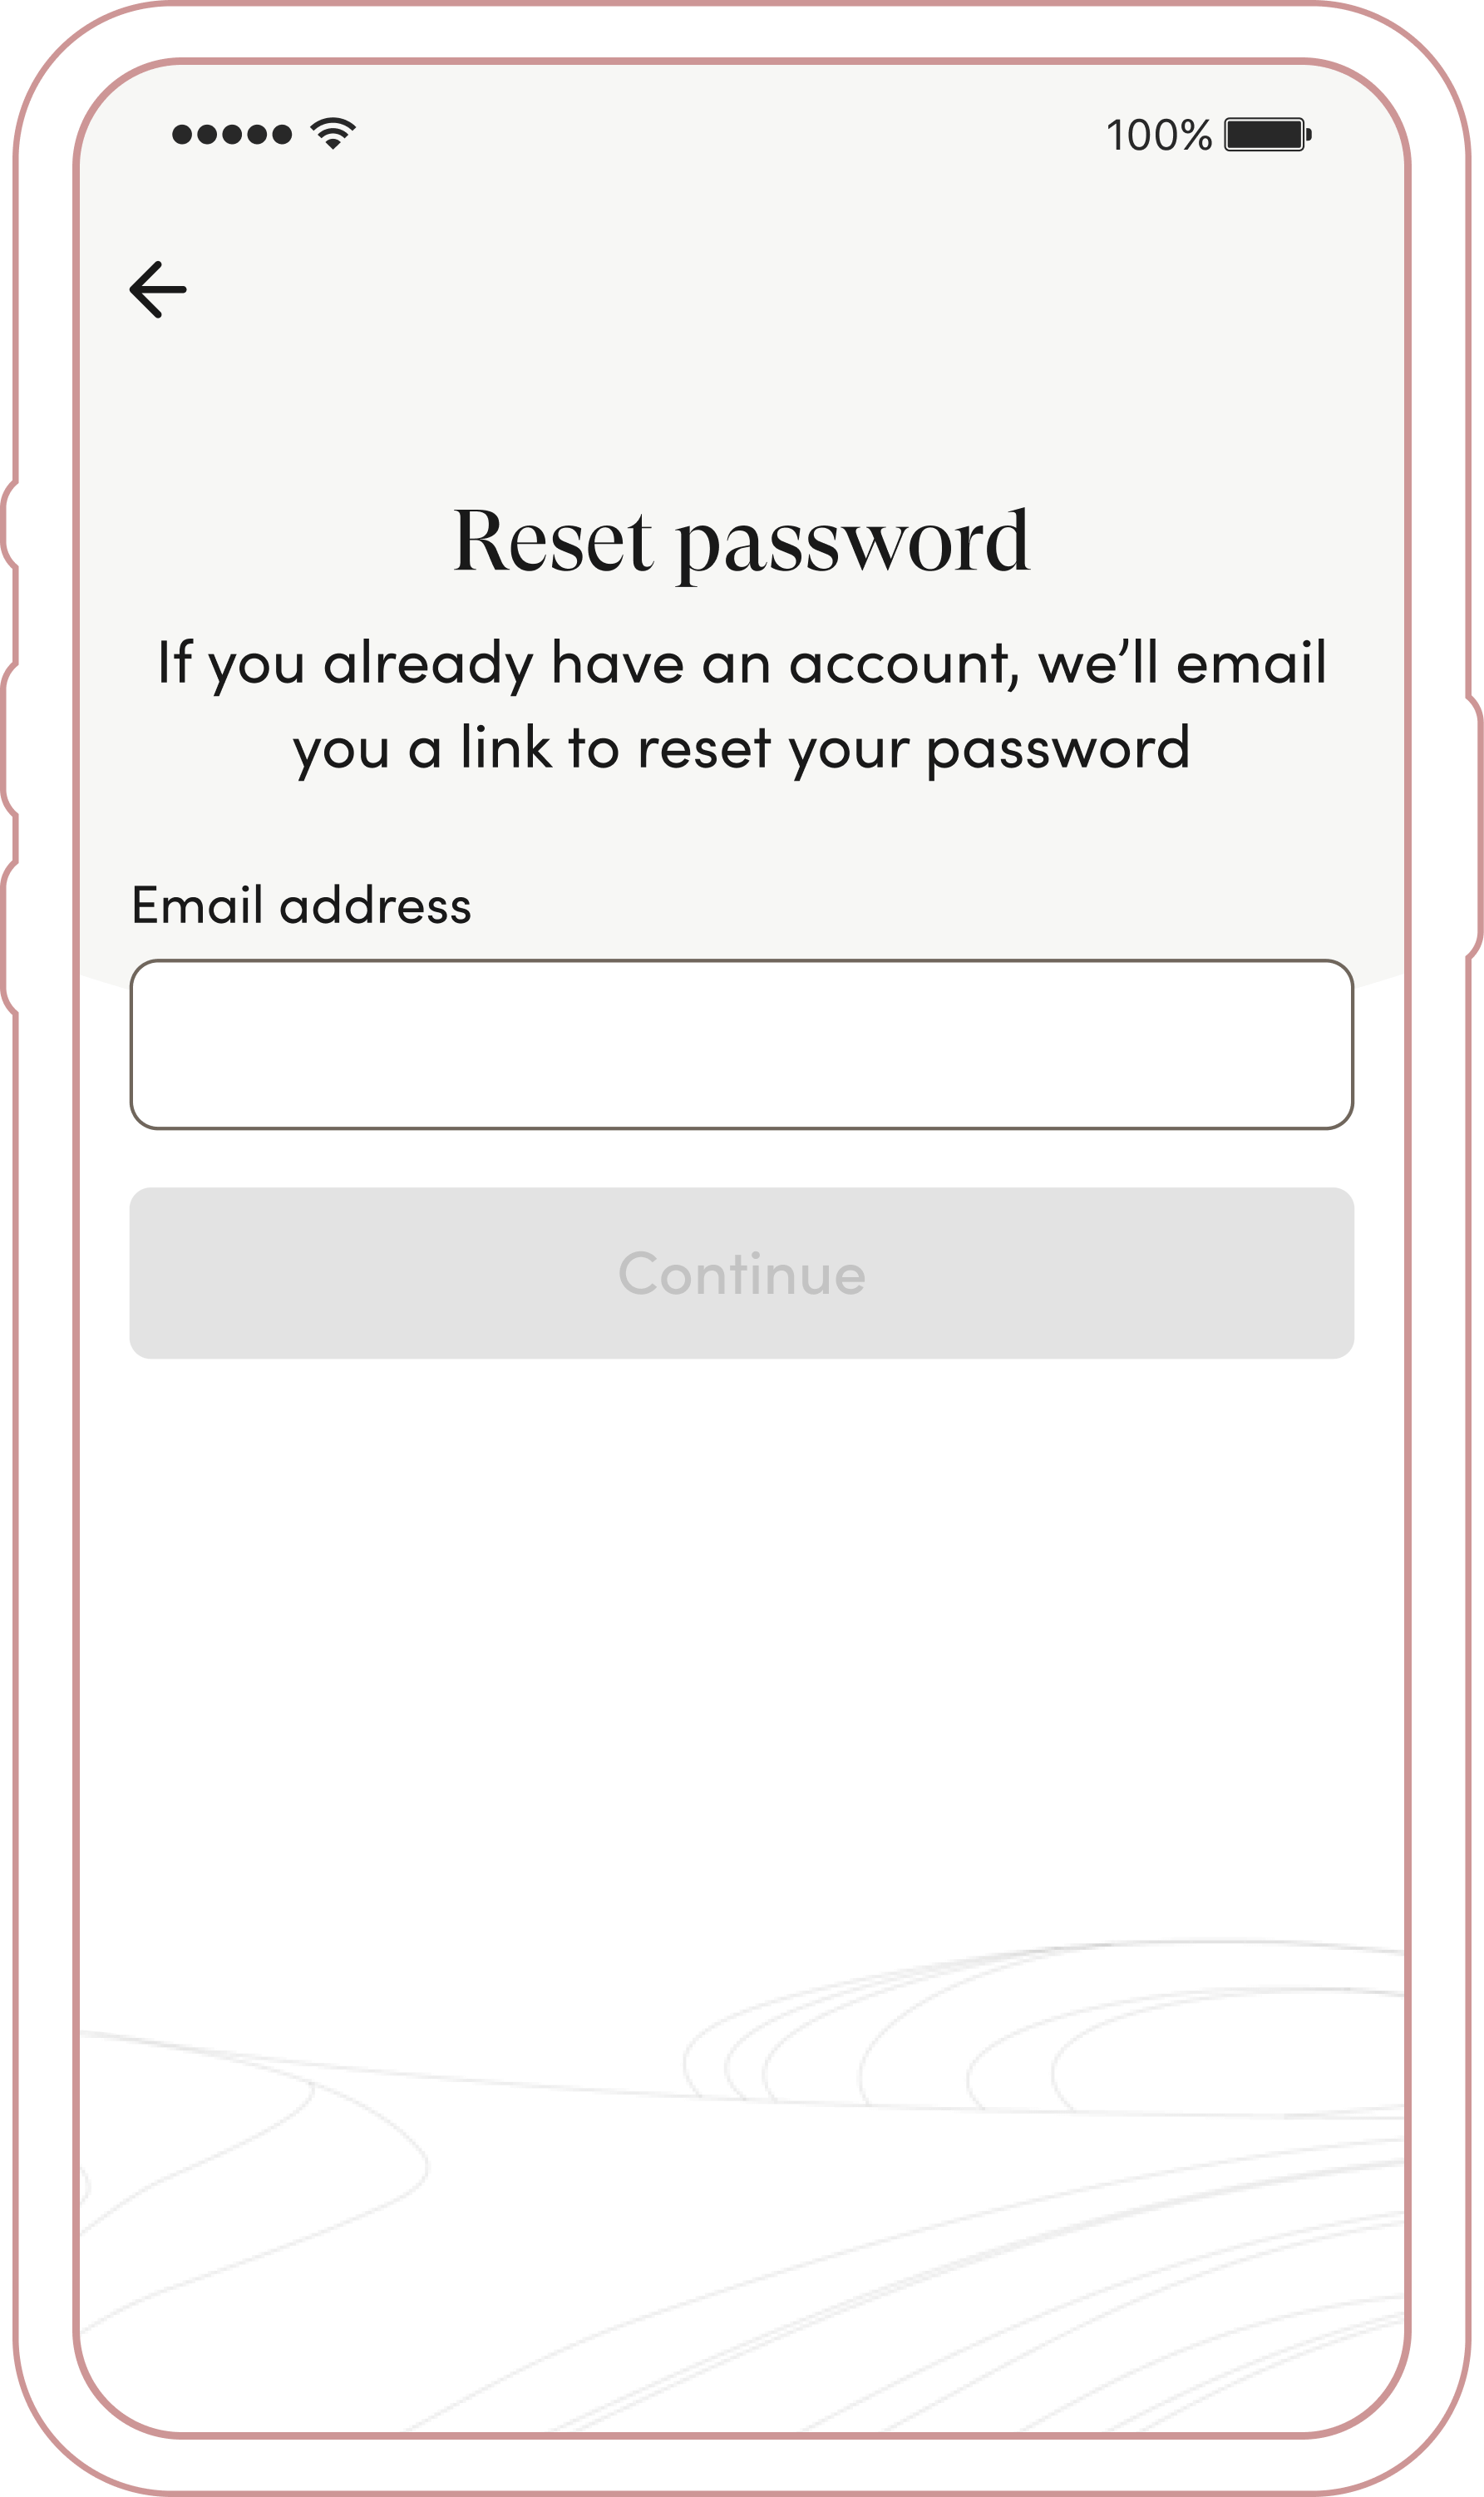 100%
Reset password
If you already have an account, we’ll email
you a link to reset your password
Email address
Continue